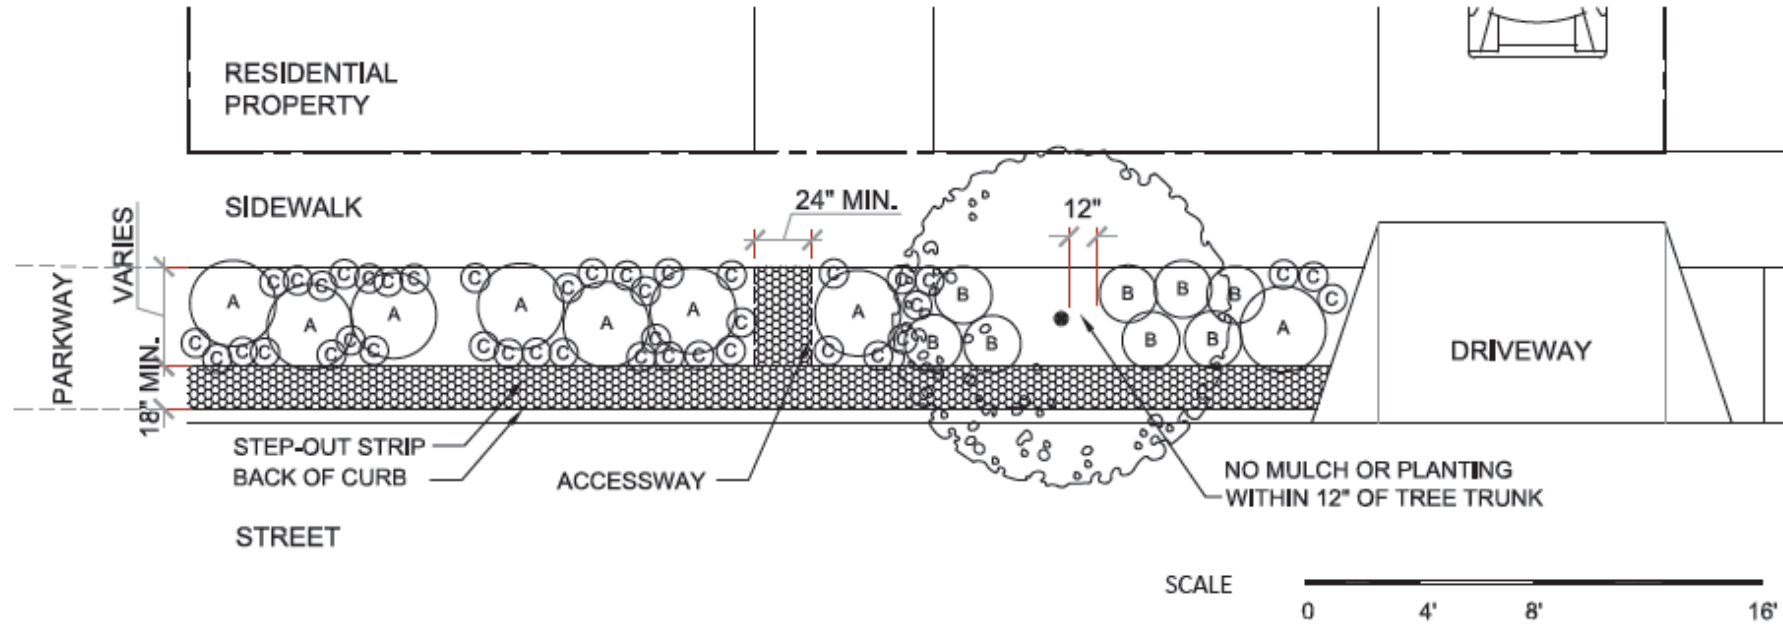 RESIDENTIAL
PROPERTY
SIDEWALK
24" MIN.
12"
VARIES
PARKWAY
18" MIN.
C C C C C C C C C C C C C C C C C C C C C
A A A A A A C A B B B B A
C C C C C C C C C C C C C C C C C C B B B B
DRIVEWAY
STEP-OUT STRIP
BACK OF CURB
ACCESSWAY
NO MULCH OR PLANTING
WITHIN 12" OF TREE TRUNK
STREET
SCALE
0 4' 8' 16'